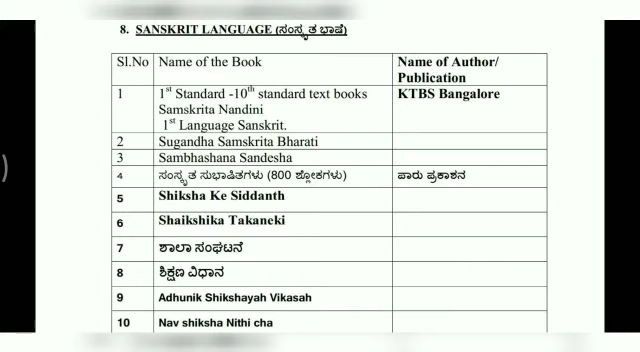 8. SANSKRIT LANGUAGE (ಸಂಸ್ಕೃತ ಭಾಷೆ)
Sl.No Name of the Book Name of Author/
Publication
1 1st Standard -10th standard text books KTBS Bangalore
Samskrita Nandini
1st Language Sanskrit.
2 Sugandha Samskrita Bharati
3 Sambhashana Sandesha
4 ಸಂಸ್ಕೃತ ಸುಭಾಷಿತಗಳು (800 ಶ್ಲೋಕಗಳು) ಪಾರು ಪ್ರಕಾಶನ
5 Shiksha Ke Siddanth
6 Shaikshika Takaneki
7 ಶಾಲಾ ಸಂಘಟನೆ
8 ಶಿಕ್ಷಣ ವಿಧಾನ
9 Adhunik Shikshayah Vikasah
10 Nav shiksha Nithi cha